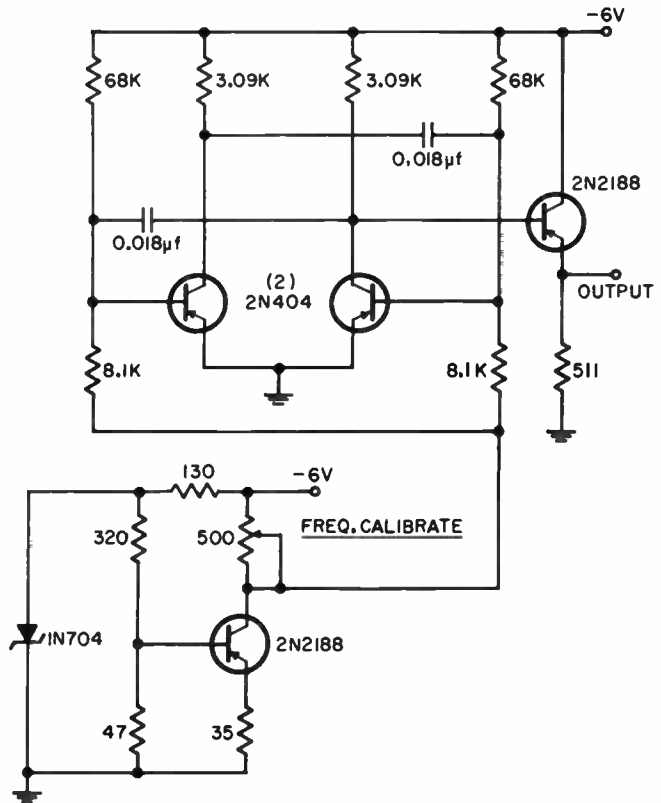 -6V
68K
3.09K
3.09K
68K
0.018µf
2N2188
0.018µf
(2)
2N404
OUTPUT
8.1K
8.1K
511
130
-6V
320
500
FREQ. CALIBRATE
1N704
2N2188
47
35